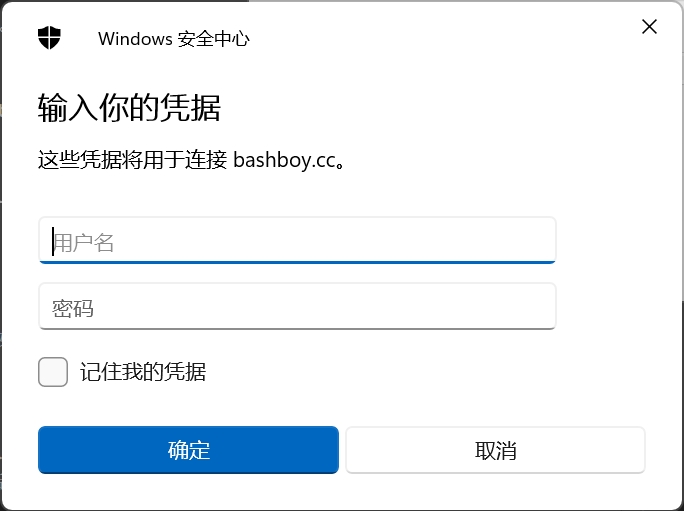 Windows 安全中心
输入你的凭据
这些凭据将用于连接 bashboy.cc。
用户名
密码
记住我的凭据
确定
取消